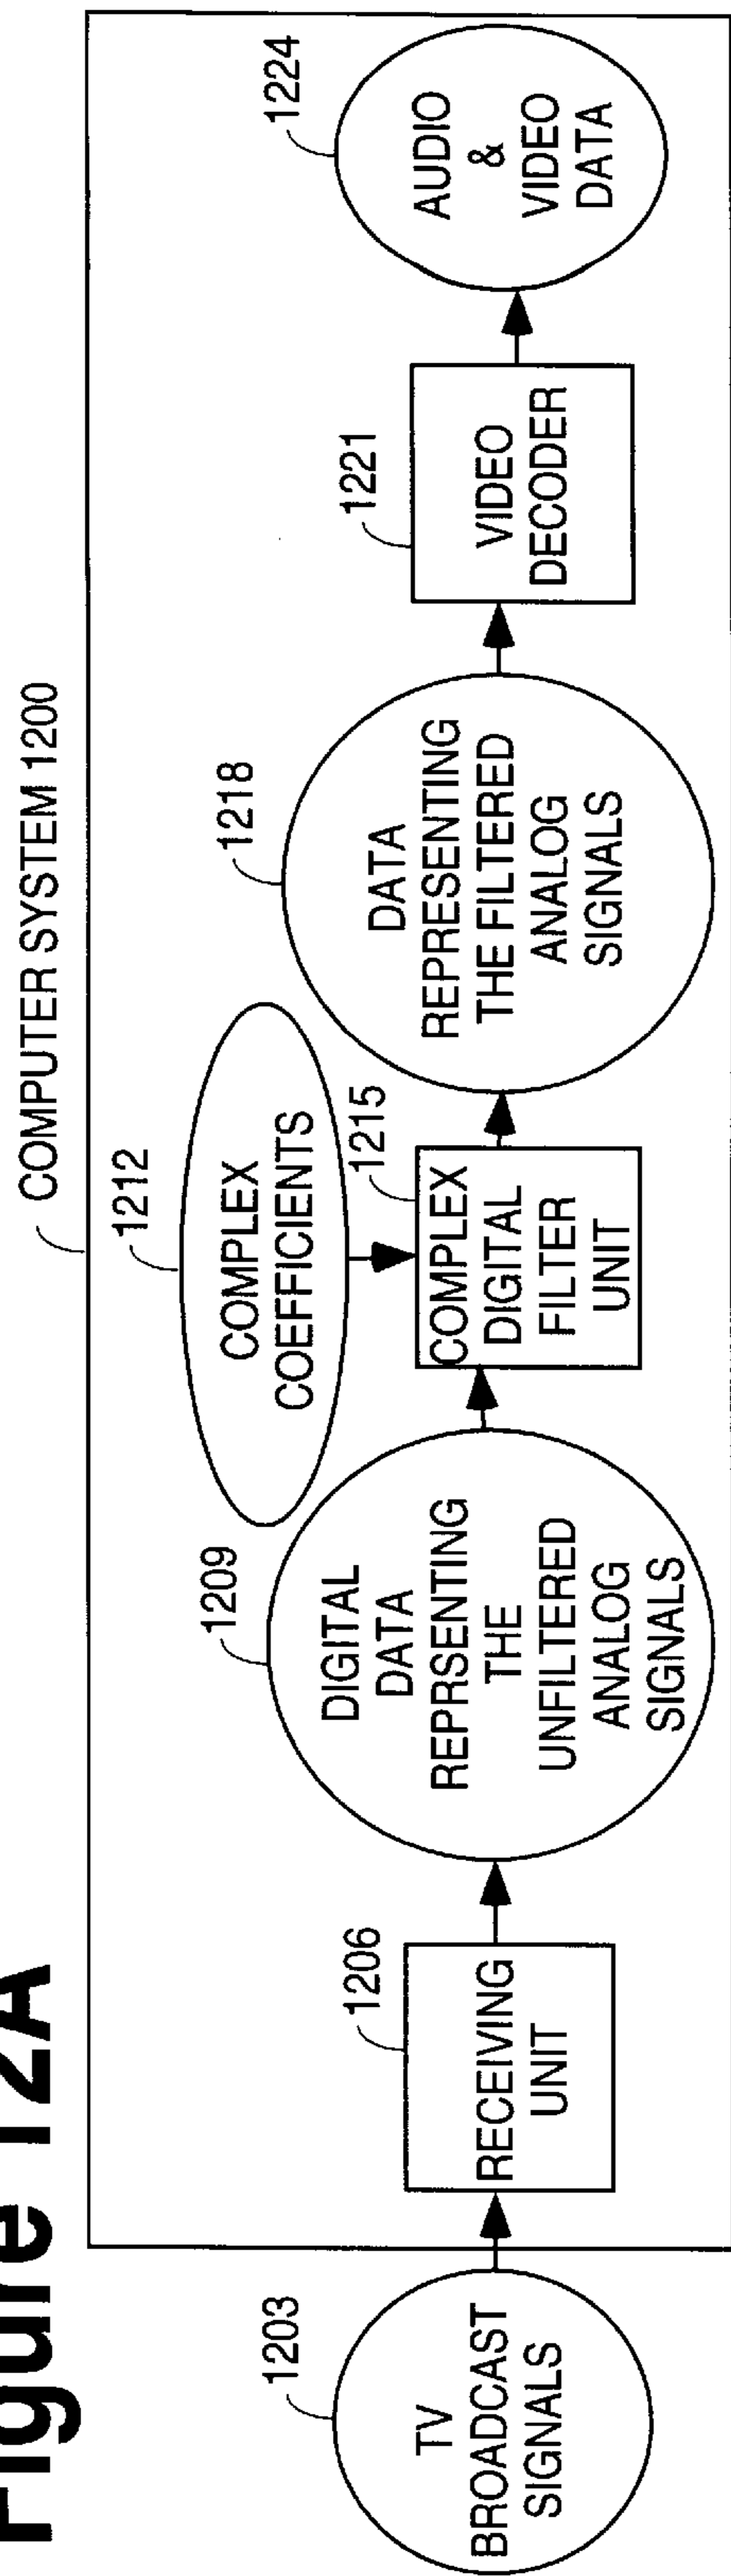 Figure 12A
COMPUTER SYSTEM 1200
1203
TV
BROADCAST
SIGNALS
1206
RECEIVING
UNIT
1209
DIGITAL
DATA
REPRSENTING
THE
UNFILTERED
ANALOG
SIGNALS
1212
COMPLEX
COEFFICIENTS
1215
COMPLEX
DIGITAL
FILTER
UNIT
1218
DATA
REPRESENTING
THE FILTERED
ANALOG
SIGNALS
1221
VIDEO
DECODER
1224
AUDIO
&
VIDEO
DATA